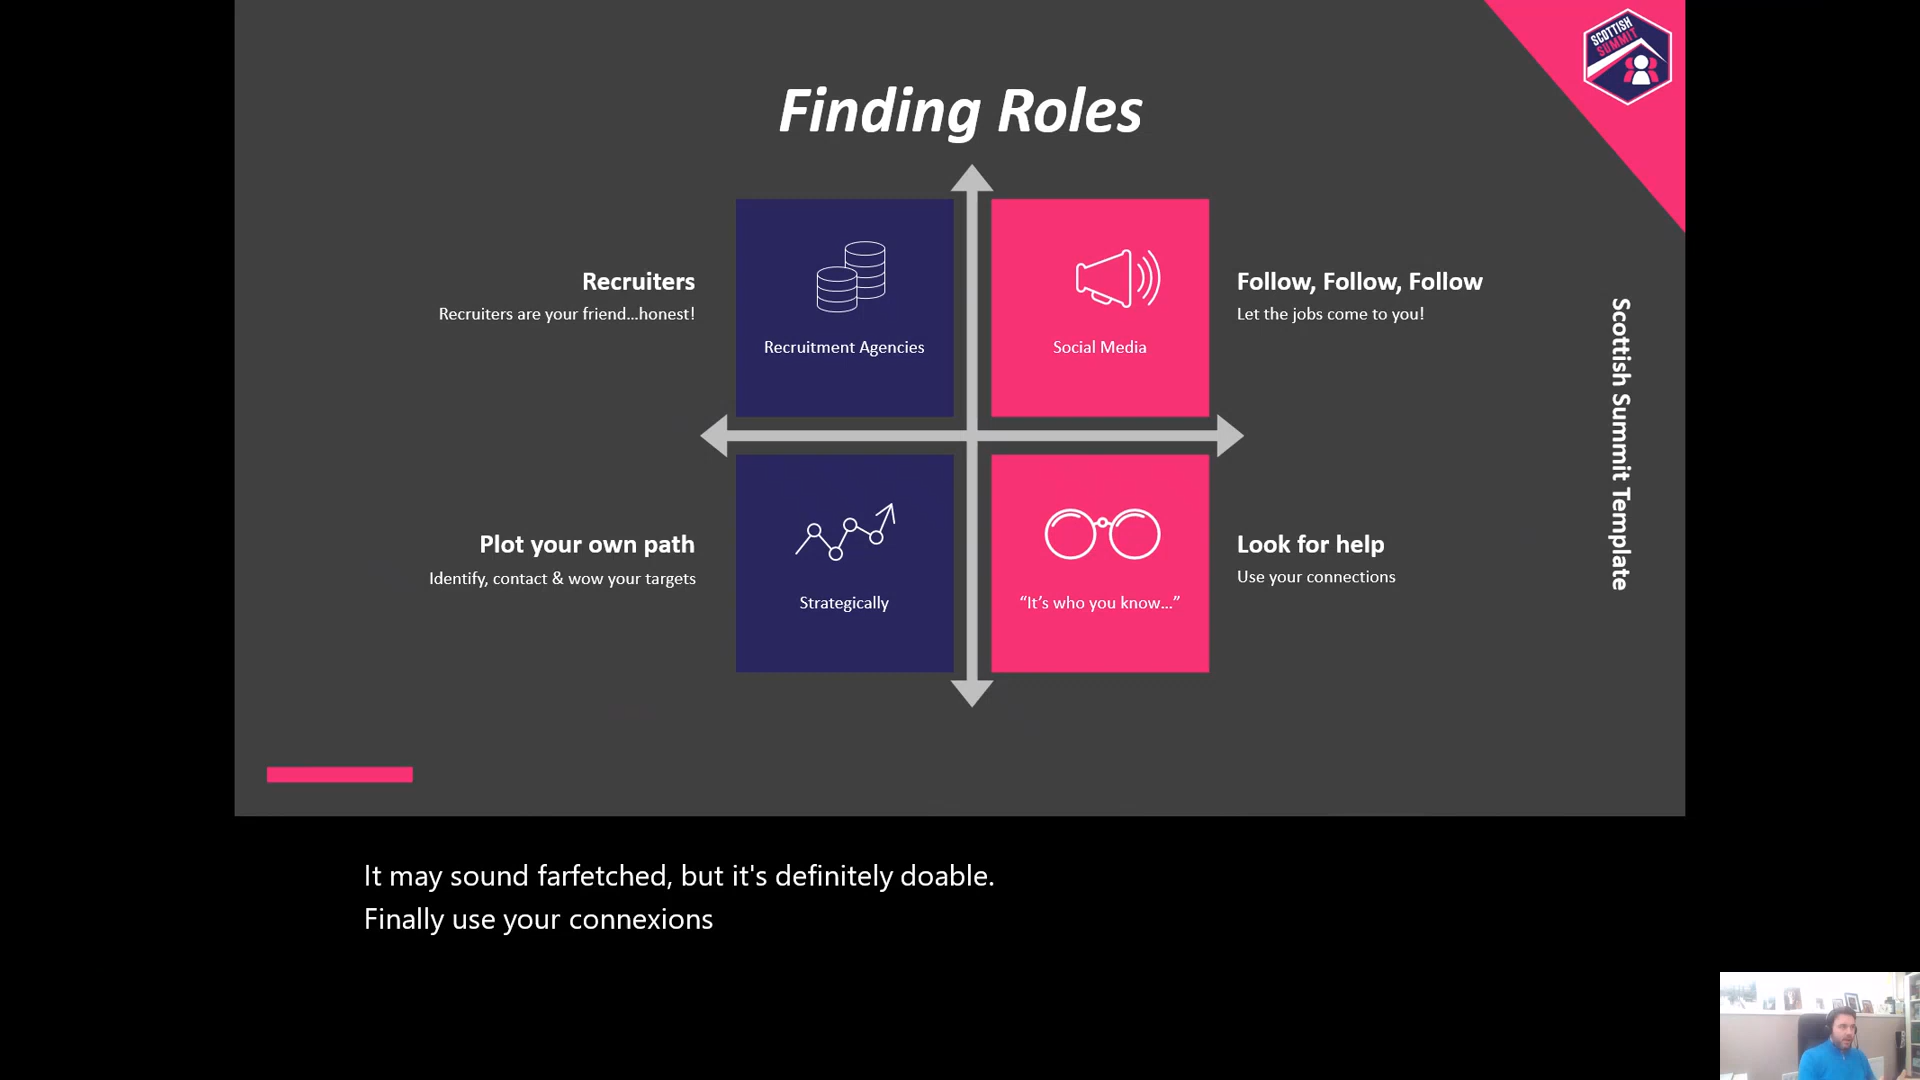 SCOTTISH
SUMMIT
Finding Roles
Recruiters
Recruiters are your friend...honest!
Recruitment Agencies
Social Media
Follow, Follow, Follow
Let the jobs come to you!
Plot your own path
Identify, contact & wow your targets
Strategically
“It’s who you know...”
Look for help
Use your connections
Scottish Summit Template
It may sound farfetched, but it's definitely doable.
Finally use your connexions